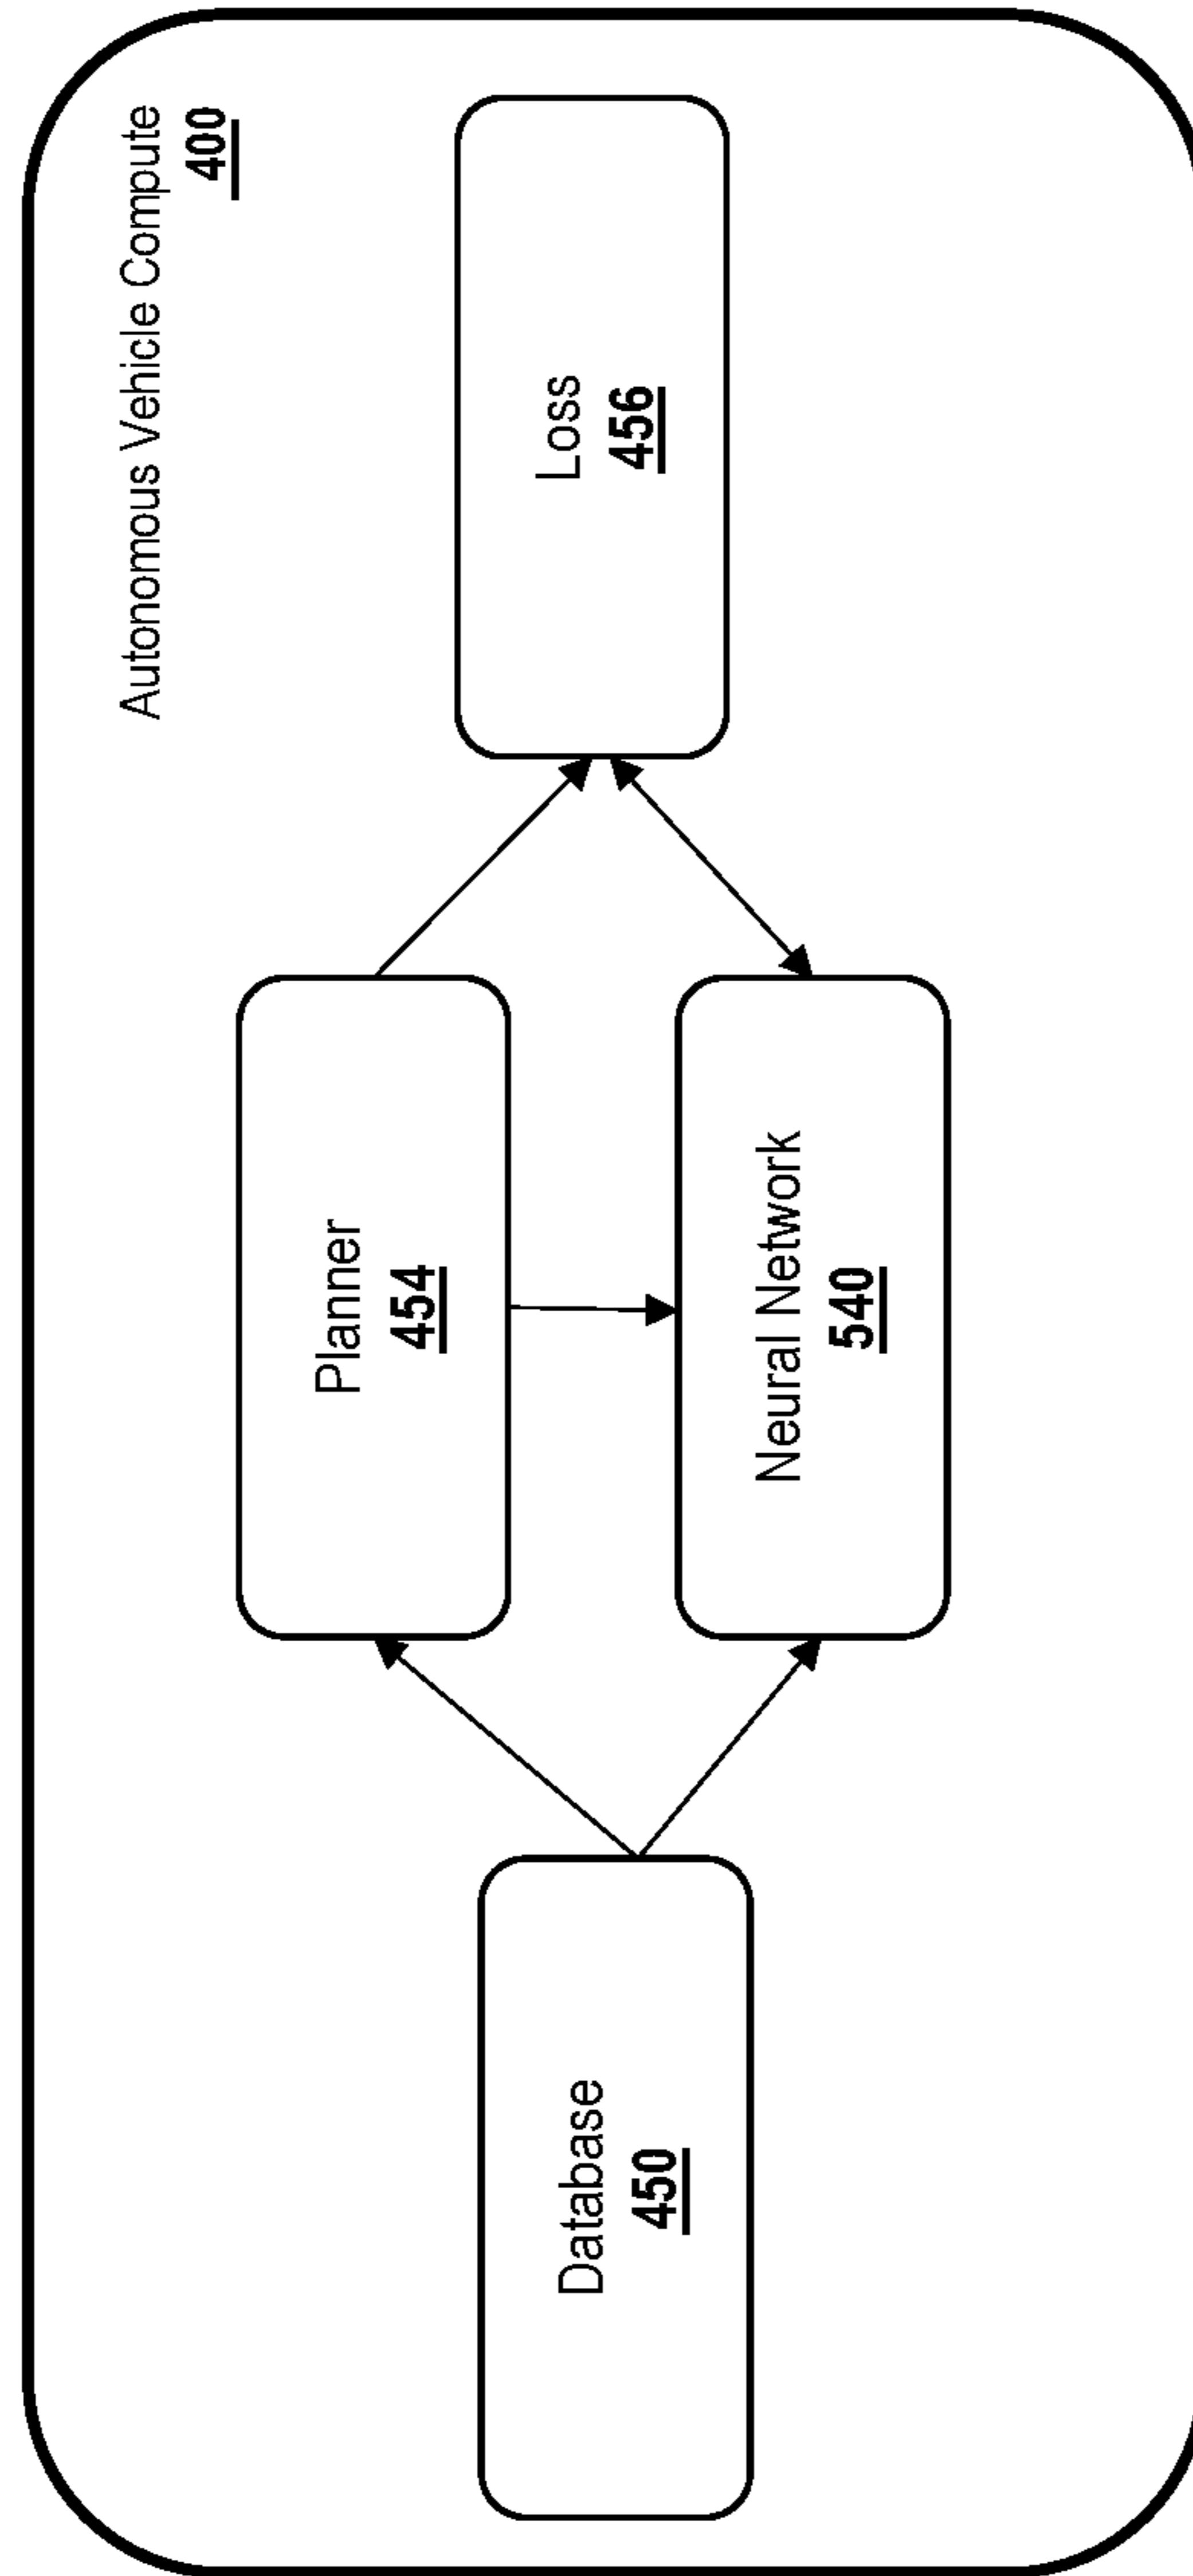 Autonomous Vehicle Compute
400
Database
450
Planner
454
Neural Network
540
Loss
456